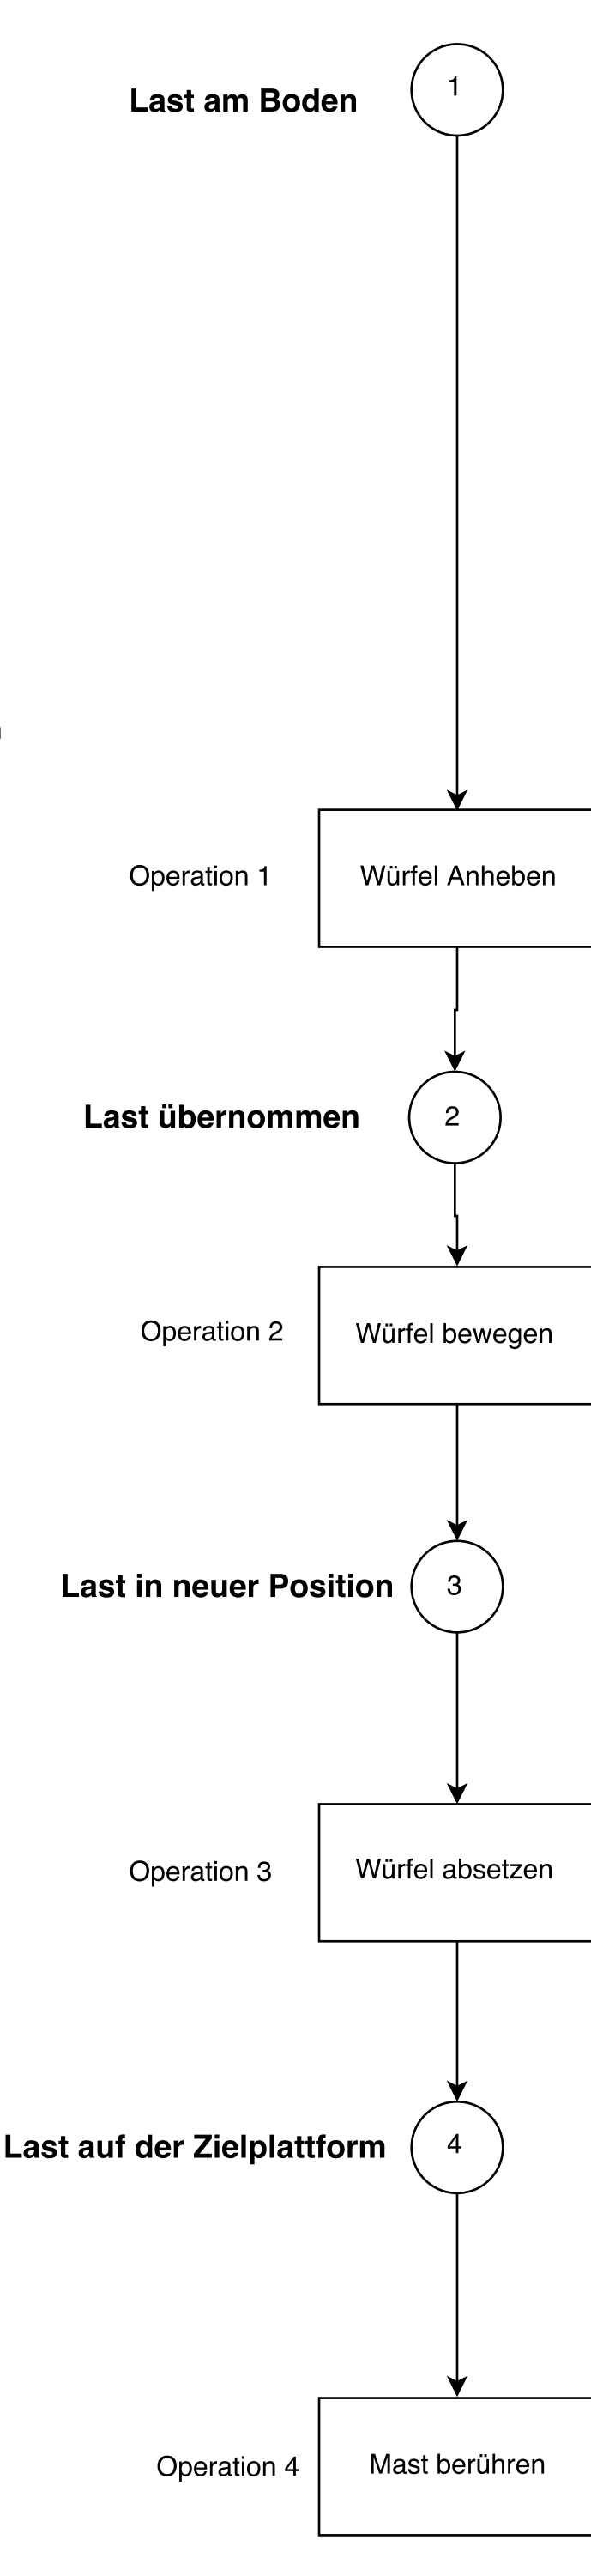 Last am Boden
1
Operation 1
Würfel Anheben
Last übernommen
2
Operation 2
Würfel bewegen
Last in neuer Position
3
Operation 3
Würfel absetzen
Last auf der Zielplattform
4
Operation 4
Mast berühren